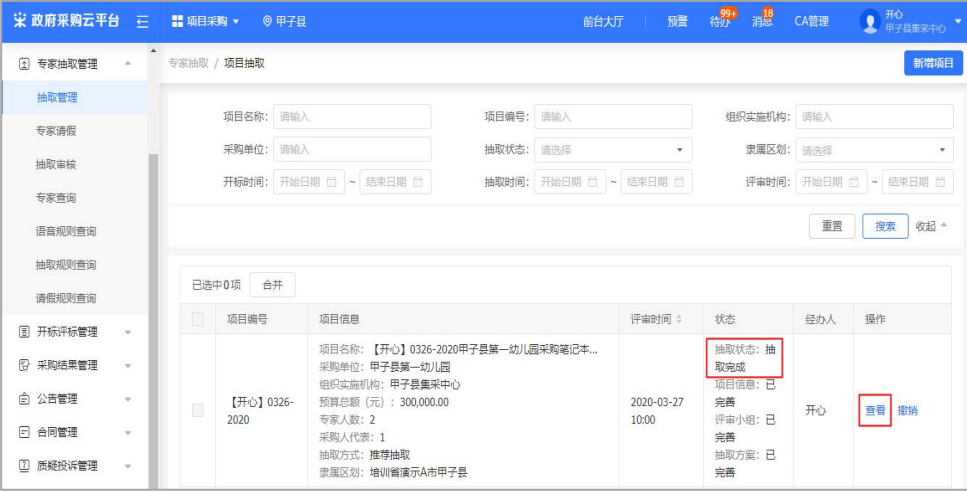 政府采购云平台
项目采购
甲子县
前台大厅
预警
待办
99+
消息
18
CA管理
开心
甲子县集采中心
专家抽取管理
抽取管理
专家请假
抽取审核
专家查询
语音规则查询
抽取规则查询
请假规则查询
开标评标管理
采购结果管理
公告管理
合同管理
质疑投诉管理
专家抽取 / 项目抽取
新增项目
项目名称: 请输入 项目编号: 请输入 组织实施机构: 请输入
采购单位: 请输入 抽取状态: 请选择 隶属区划: 请选择
开标时间: 开始日期 ~ 结束日期 抽取时间: 开始日期 ~ 结束日期 评审时间: 开始日期 ~ 结束日期
重置 搜索 收起
已选中0项 合并
项目编号 项目信息 评审时间 状态 经办人 操作
【开心】0326-
2020
项目名称: 【开心】0326-2020甲子县第一幼儿园采购笔记本...
采购单位: 甲子县第一幼儿园
组织实施机构: 甲子县集采中心
预算总额（元）: 300,000.00
专家人数: 2
采购人代表: 1
抽取方式: 推荐抽取
隶属区划: 培训省演示A市甲子县
2020-03-27
10:00
抽取状态: 抽
取完成
项目信息: 已
完善
评审小组: 已
完善
抽取方案: 已
完善
开心
查看 撤销